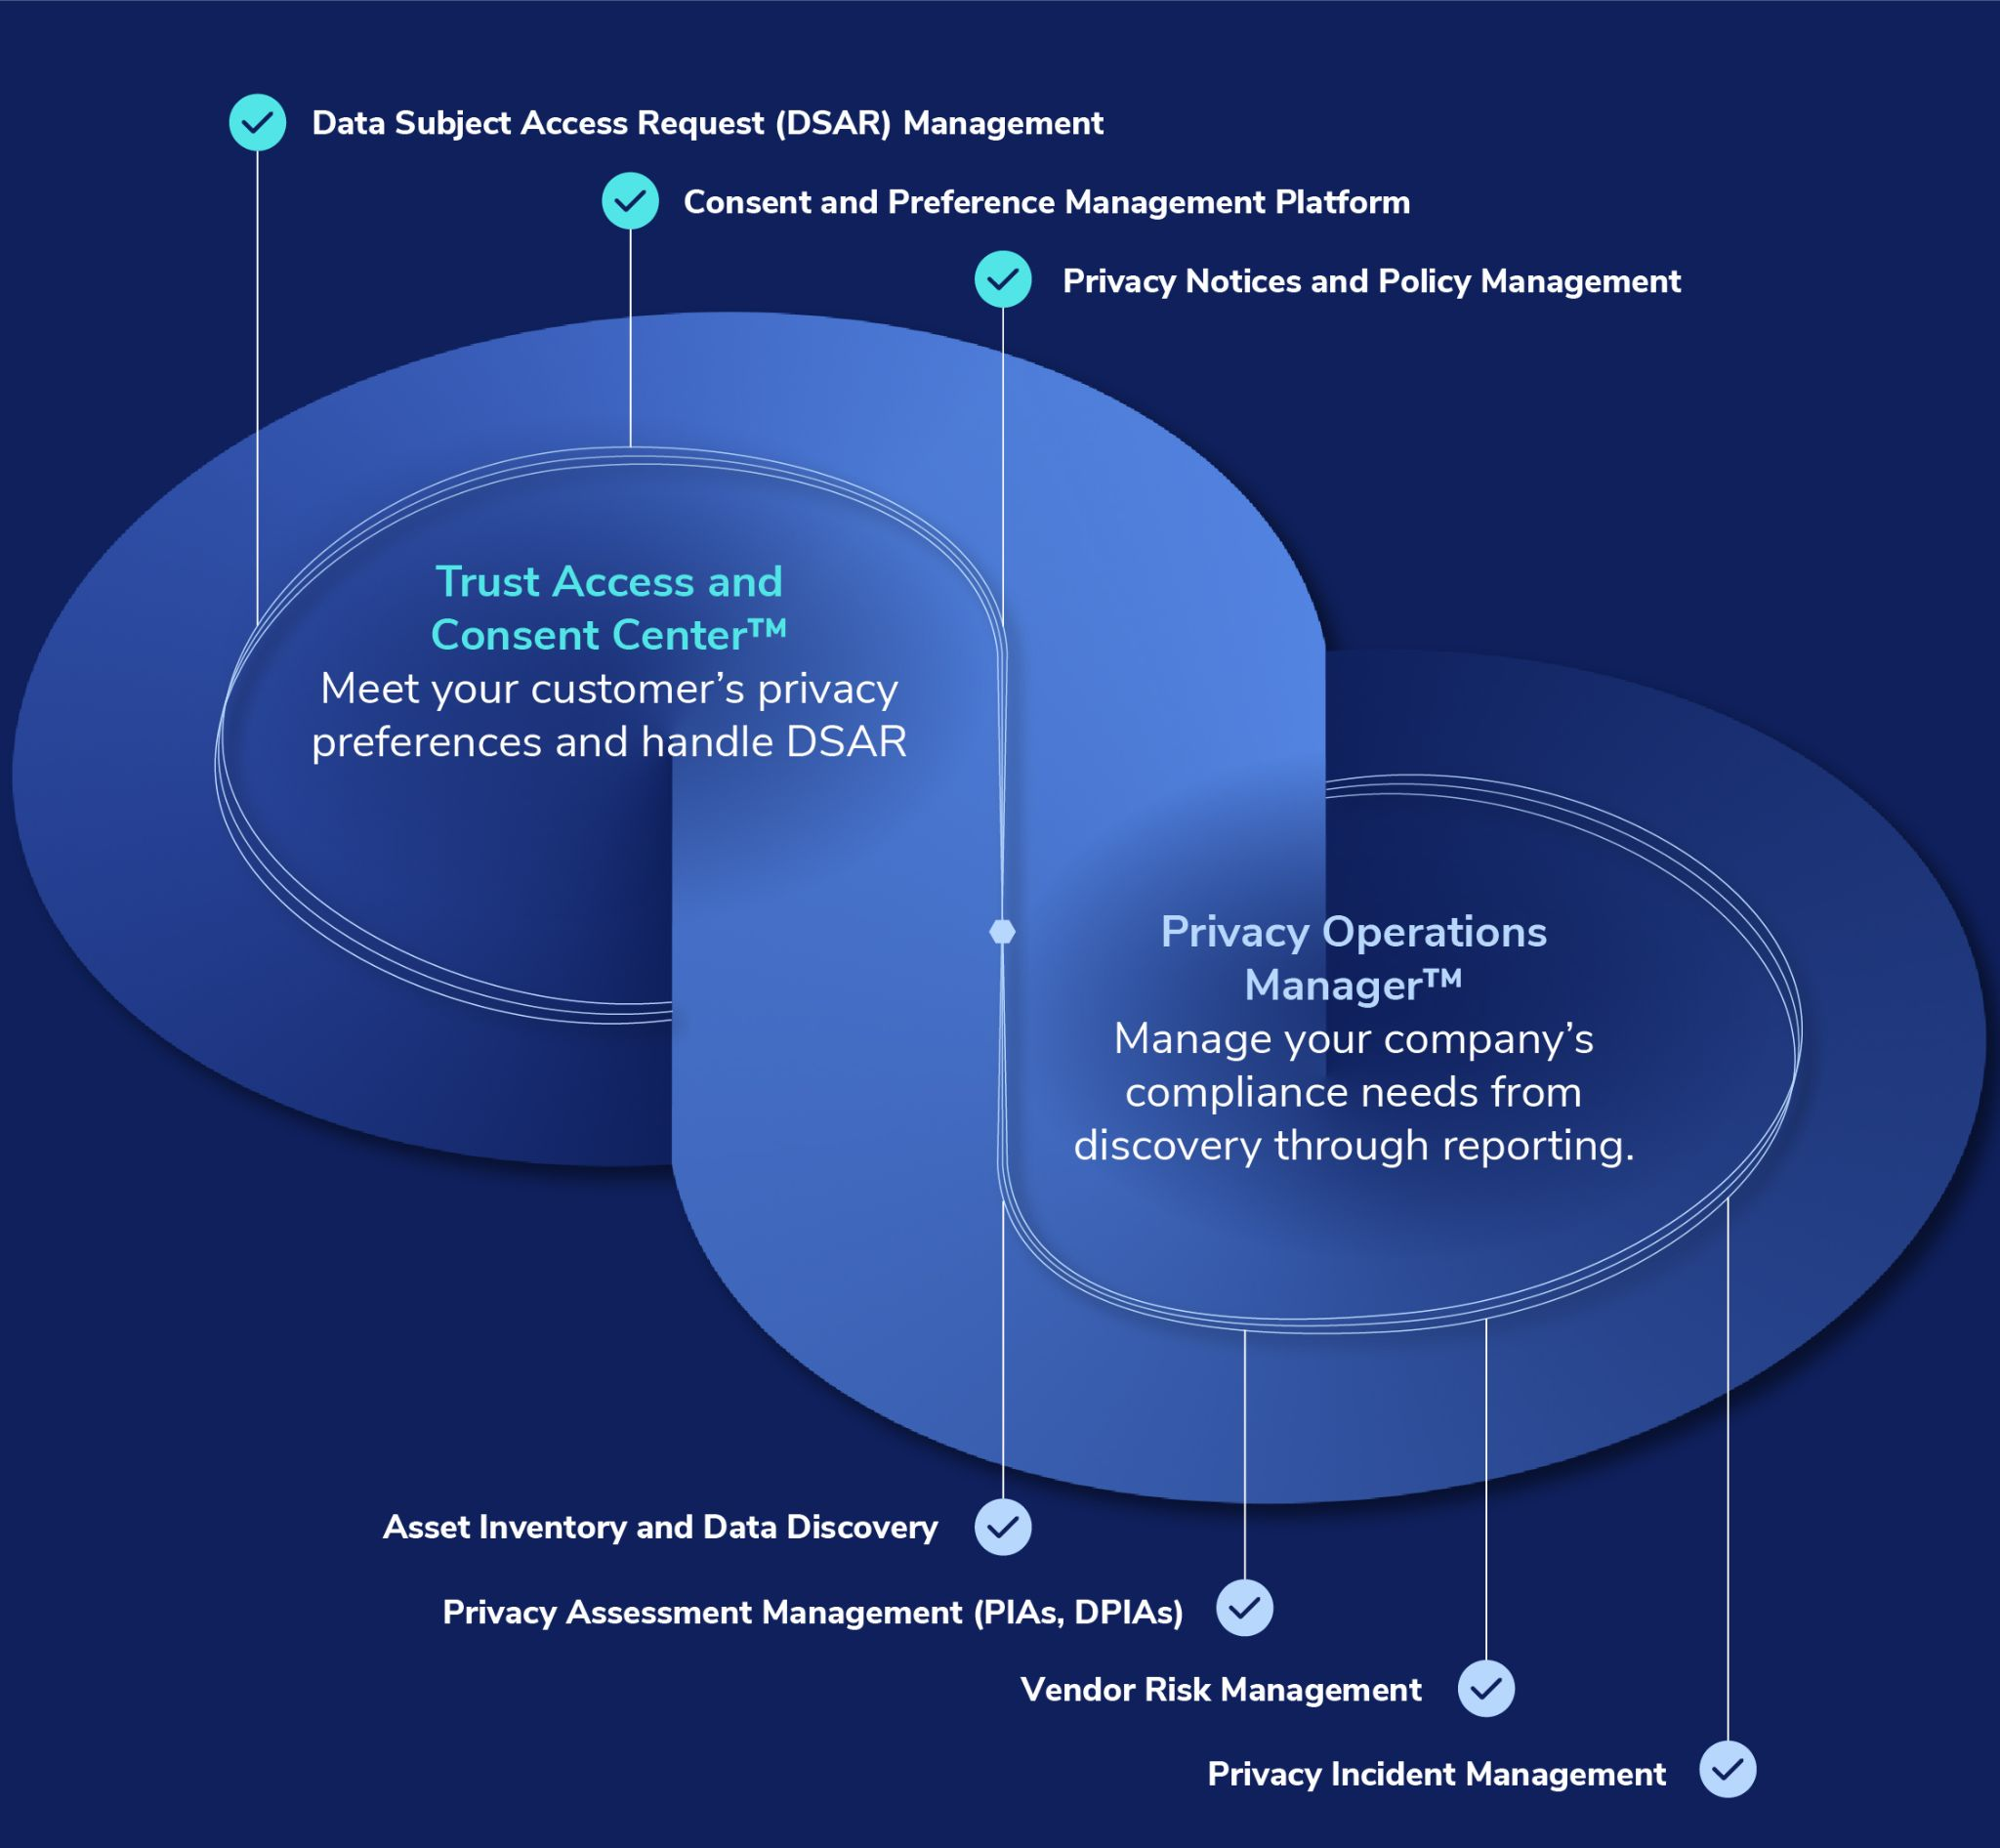 Data Subject Access Request (DSAR) Management
Consent and Preference Management Platform
Privacy Notices and Policy Management
Trust Access and
Consent Center™
Meet your customer’s privacy
preferences and handle DSAR
Privacy Operations
Manager™
Manage your company’s
compliance needs from
discovery through reporting.
Asset Inventory and Data Discovery
Privacy Assessment Management (PIAs, DPIAs)
Vendor Risk Management
Privacy Incident Management